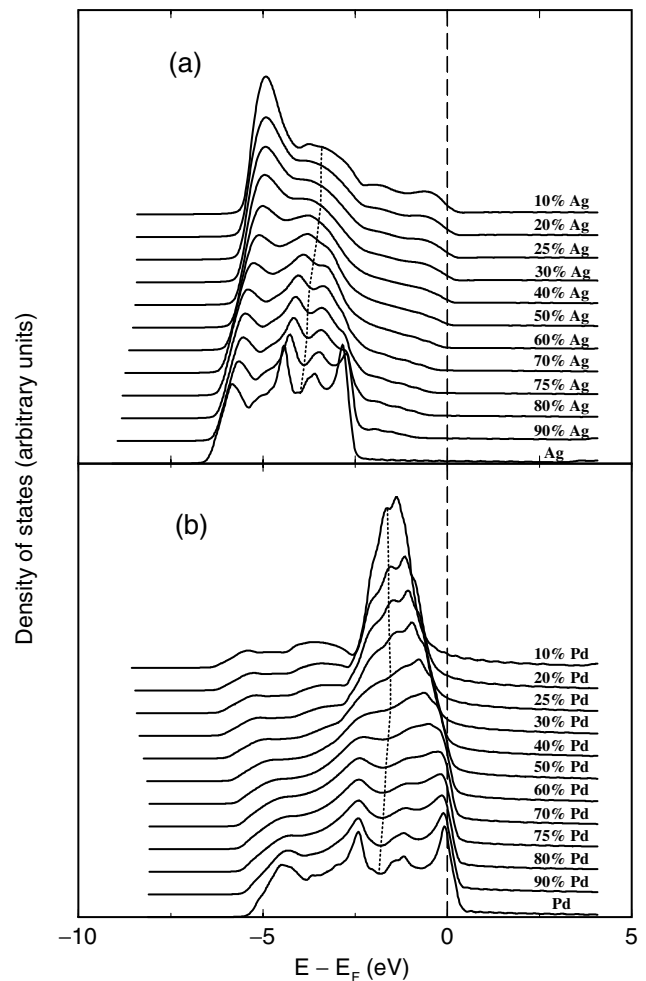 (a)
10% Ag
20% Ag
25% Ag
30% Ag
40% Ag
50% Ag
60% Ag
70% Ag
75% Ag
80% Ag
90% Ag
Ag
Density of states (arbitrary units)
(b)
10% Pd
20% Pd
25% Pd
30% Pd
40% Pd
50% Pd
60% Pd
70% Pd
75% Pd
80% Pd
90% Pd
Pd
−10 −5 0 5
E − E_F (eV)